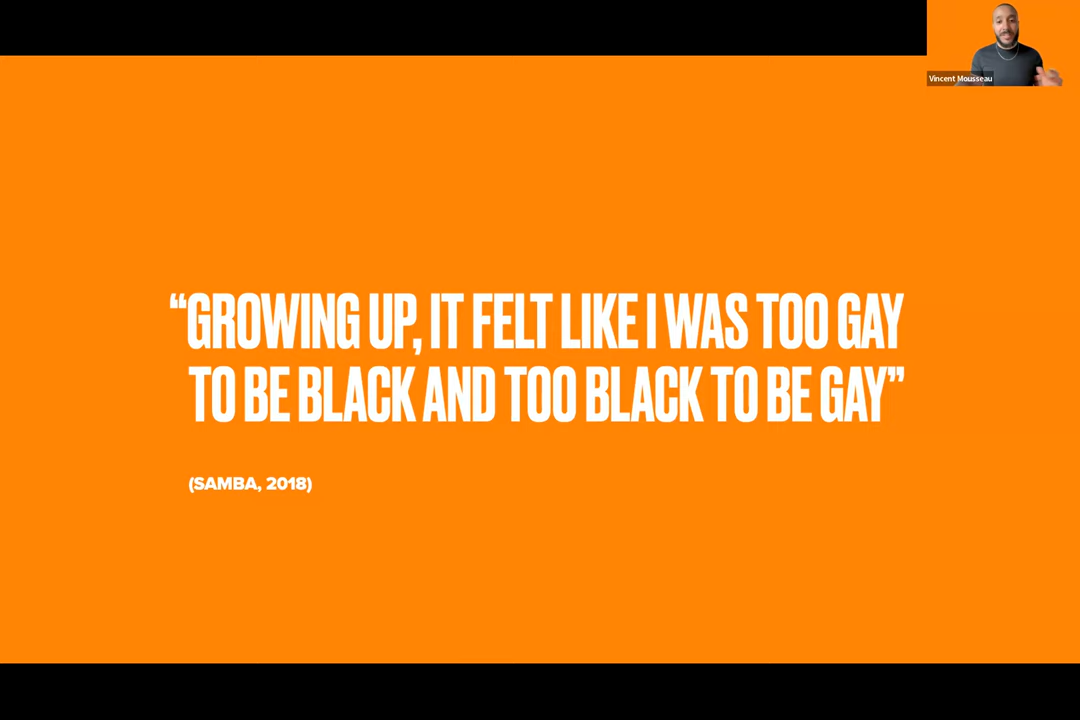 Vincent Mousseau
“GROWING UP, IT FELT LIKE I WAS TOO GAY
TO BE BLACK AND TOO BLACK TO BE GAY”
(SAMBA, 2018)